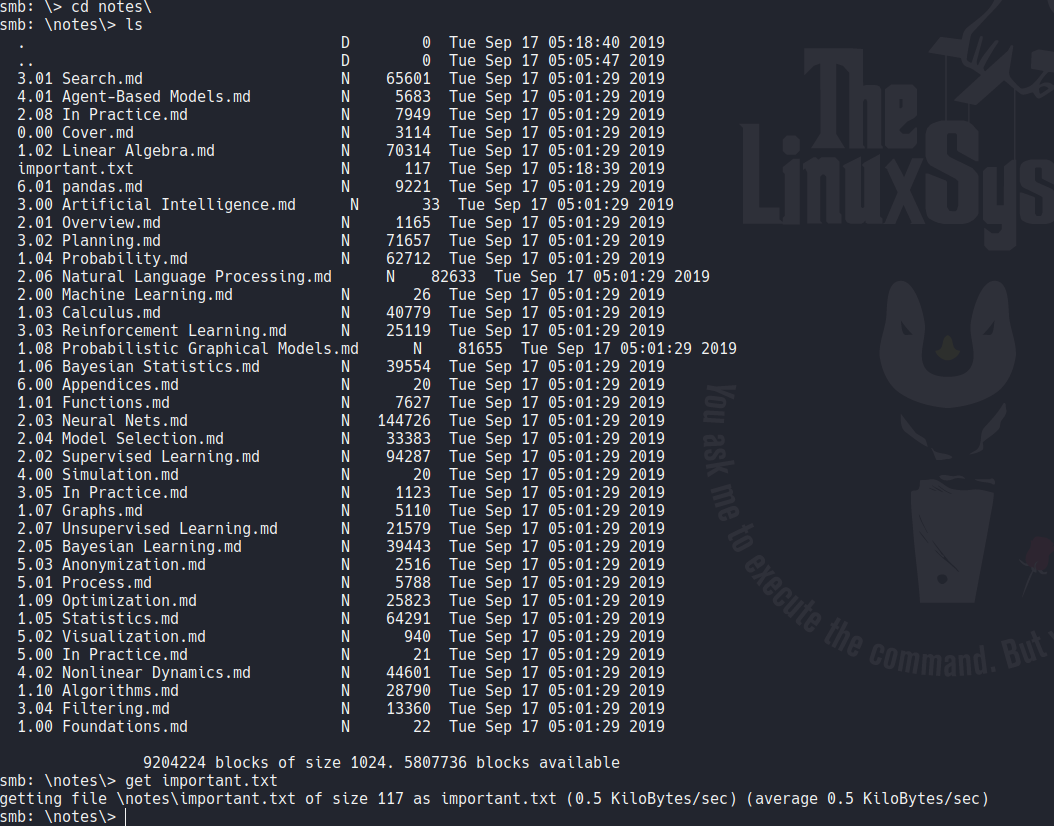 smb: \> cd notes\
smb: \notes\> ls
. D 0 Tue Sep 17 05:18:40 2019
.. D 0 Tue Sep 17 05:05:47 2019
3.01 Search.md N 65601 Tue Sep 17 05:01:29 2019
4.01 Agent-Based Models.md N 5683 Tue Sep 17 05:01:29 2019
2.08 In Practice.md N 7949 Tue Sep 17 05:01:29 2019
0.00 Cover.md N 3114 Tue Sep 17 05:01:29 2019
1.02 Linear Algebra.md N 70314 Tue Sep 17 05:01:29 2019
important.txt N 117 Tue Sep 17 05:18:39 2019
6.01 pandas.md N 9221 Tue Sep 17 05:01:29 2019
3.00 Artificial Intelligence.md N 33 Tue Sep 17 05:01:29 2019
2.01 Overview.md N 1165 Tue Sep 17 05:01:29 2019
3.02 Planning.md N 71657 Tue Sep 17 05:01:29 2019
1.04 Probability.md N 62712 Tue Sep 17 05:01:29 2019
2.06 Natural Language Processing.md N 82633 Tue Sep 17 05:01:29 2019
2.00 Machine Learning.md N 26 Tue Sep 17 05:01:29 2019
1.03 Calculus.md N 40779 Tue Sep 17 05:01:29 2019
3.03 Reinforcement Learning.md N 25119 Tue Sep 17 05:01:29 2019
1.08 Probabilistic Graphical Models.md N 81655 Tue Sep 17 05:01:29 2019
1.06 Bayesian Statistics.md N 39554 Tue Sep 17 05:01:29 2019
6.00 Appendices.md N 20 Tue Sep 17 05:01:29 2019
1.01 Functions.md N 7627 Tue Sep 17 05:01:29 2019
2.03 Neural Nets.md N 144726 Tue Sep 17 05:01:29 2019
2.04 Model Selection.md N 33383 Tue Sep 17 05:01:29 2019
2.02 Supervised Learning.md N 94287 Tue Sep 17 05:01:29 2019
4.00 Simulation.md N 20 Tue Sep 17 05:01:29 2019
3.05 In Practice.md N 1123 Tue Sep 17 05:01:29 2019
1.07 Graphs.md N 5110 Tue Sep 17 05:01:29 2019
2.07 Unsupervised Learning.md N 21579 Tue Sep 17 05:01:29 2019
2.05 Bayesian Learning.md N 39443 Tue Sep 17 05:01:29 2019
5.03 Anonymization.md N 2516 Tue Sep 17 05:01:29 2019
5.01 Process.md N 5788 Tue Sep 17 05:01:29 2019
1.09 Optimization.md N 25823 Tue Sep 17 05:01:29 2019
1.05 Statistics.md N 64291 Tue Sep 17 05:01:29 2019
5.02 Visualization.md N 940 Tue Sep 17 05:01:29 2019
5.00 In Practice.md N 21 Tue Sep 17 05:01:29 2019
4.02 Nonlinear Dynamics.md N 44601 Tue Sep 17 05:01:29 2019
1.10 Algorithms.md N 28790 Tue Sep 17 05:01:29 2019
3.04 Filtering.md N 13360 Tue Sep 17 05:01:29 2019
1.00 Foundations.md N 22 Tue Sep 17 05:01:29 2019
9204224 blocks of size 1024. 5807736 blocks available
smb: \notes\> get important.txt
getting file \notes\important.txt of size 117 as important.txt (0.5 KiloBytes/sec) (average 0.5 KiloBytes/sec)
smb: \notes\>
The
LinuxSys
You ask me to execute the command. But